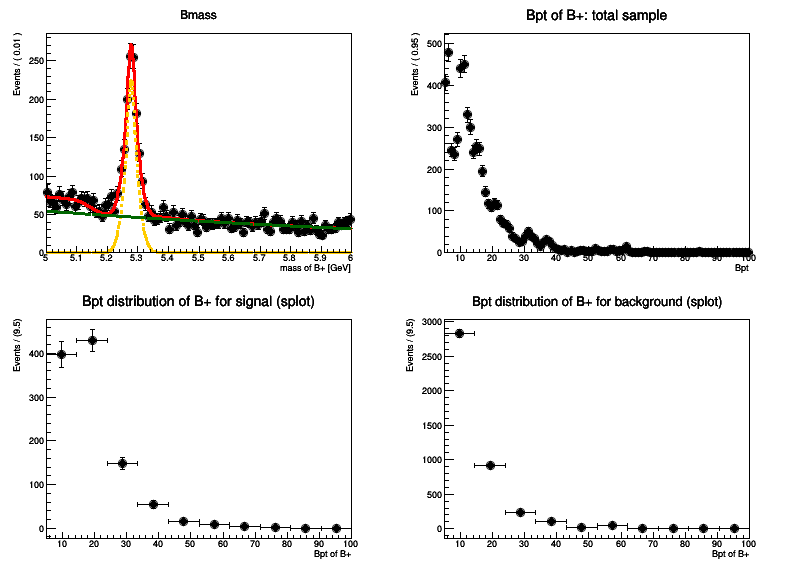 Bmass
Events / ( 0.01 )
250
200
150
100
50
0
5 5.1 5.2 5.3 5.4 5.5 5.6 5.7 5.8 5.9 6
mass of B+ [GeV]
Bpt of B+: total sample
Events / ( 0.95 )
500
400
300
200
100
0
10 20 30 40 50 60 70 80 90 100
Bpt
Bpt distribution of B+ for signal (splot)
Events / (9.5)
400
300
200
100
0
10 20 30 40 50 60 70 80 90 100
Bpt of B+
Bpt distribution of B+ for background (splot)
Events / (9.5)
3000
2500
2000
1500
1000
500
0
10 20 30 40 50 60 70 80 90 100
Bpt of B+